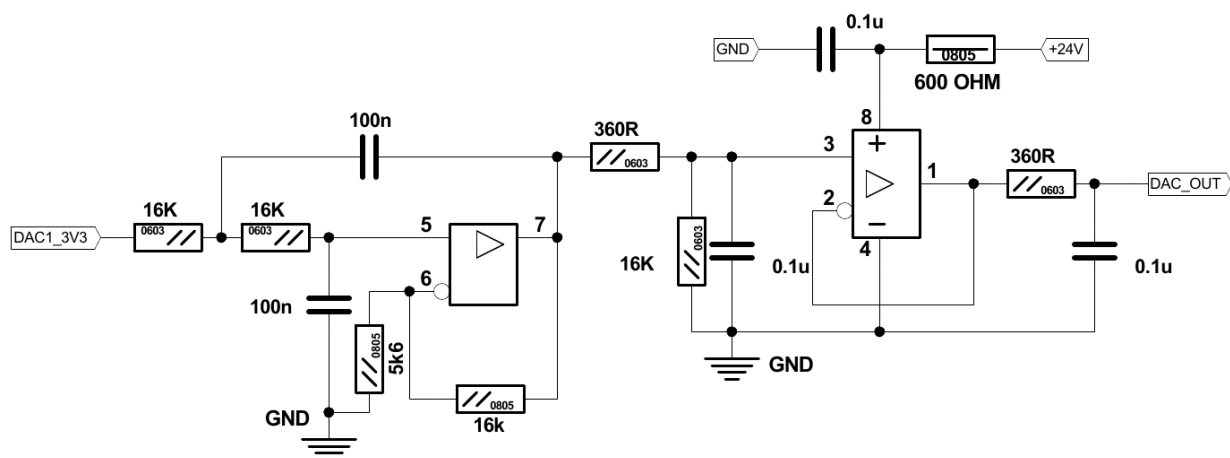 0.1u
GND
0805
+24V
600 OHM
100n
360R
0603
8
3
1
2
4
360R
0603
DAC_OUT
16K
0603
16K
0603
DAC1_3V3
5
7
6
16K
0603
0.1u
0.1u
100n
0805
5k6
GND
0805
16k
GND